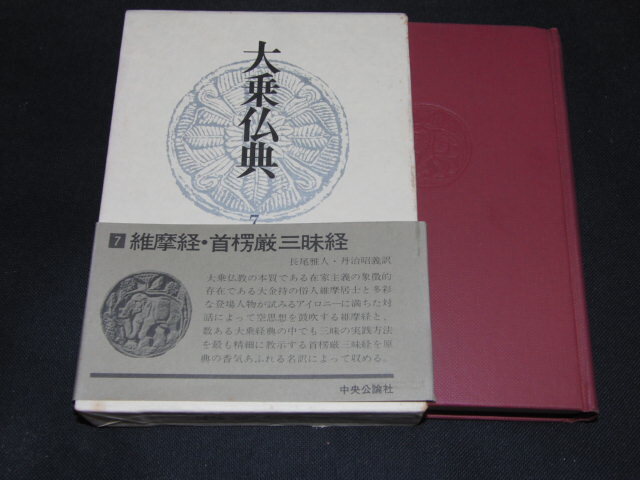 大乗仏典
7
7 維摩経・首楞厳三昧経
長尾雅人・丹治昭義訳
大乗仏教の本質である在家主義の象徴的
存在である大金持の俗人維摩居士と多彩
な登場人物が試みるアイロニーに満ちた対
話によって空思想を鼓吹する維摩経と、
数ある大乗経典の中でも三昧の実践方法
を最も精細に教示する首楞厳三昧経を原
典の香気あふれる名訳によって収める。
中央公論社